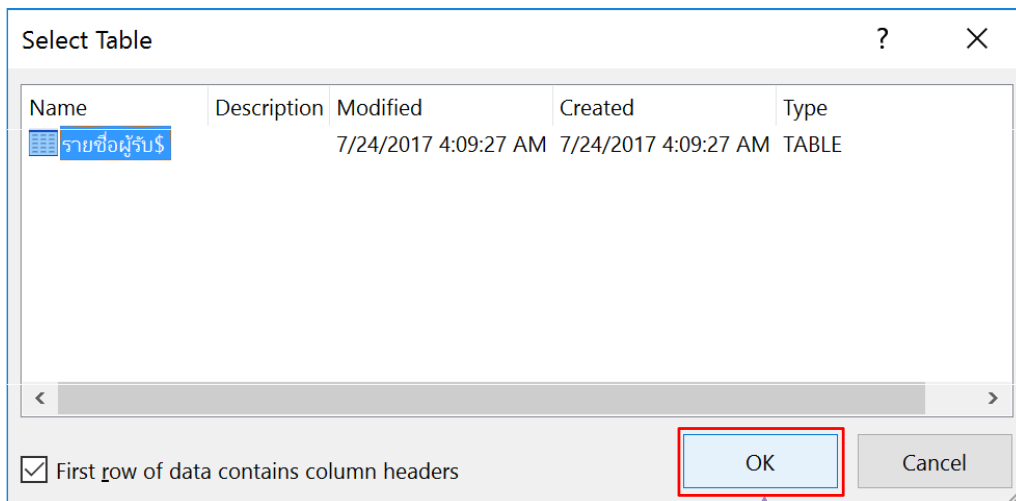 Select Table
Name Description Modified Created Type
รายชื่อผู้รับ$ 7/24/2017 4:09:27 AM 7/24/2017 4:09:27 AM TABLE
First row of data contains column headers OK Cancel